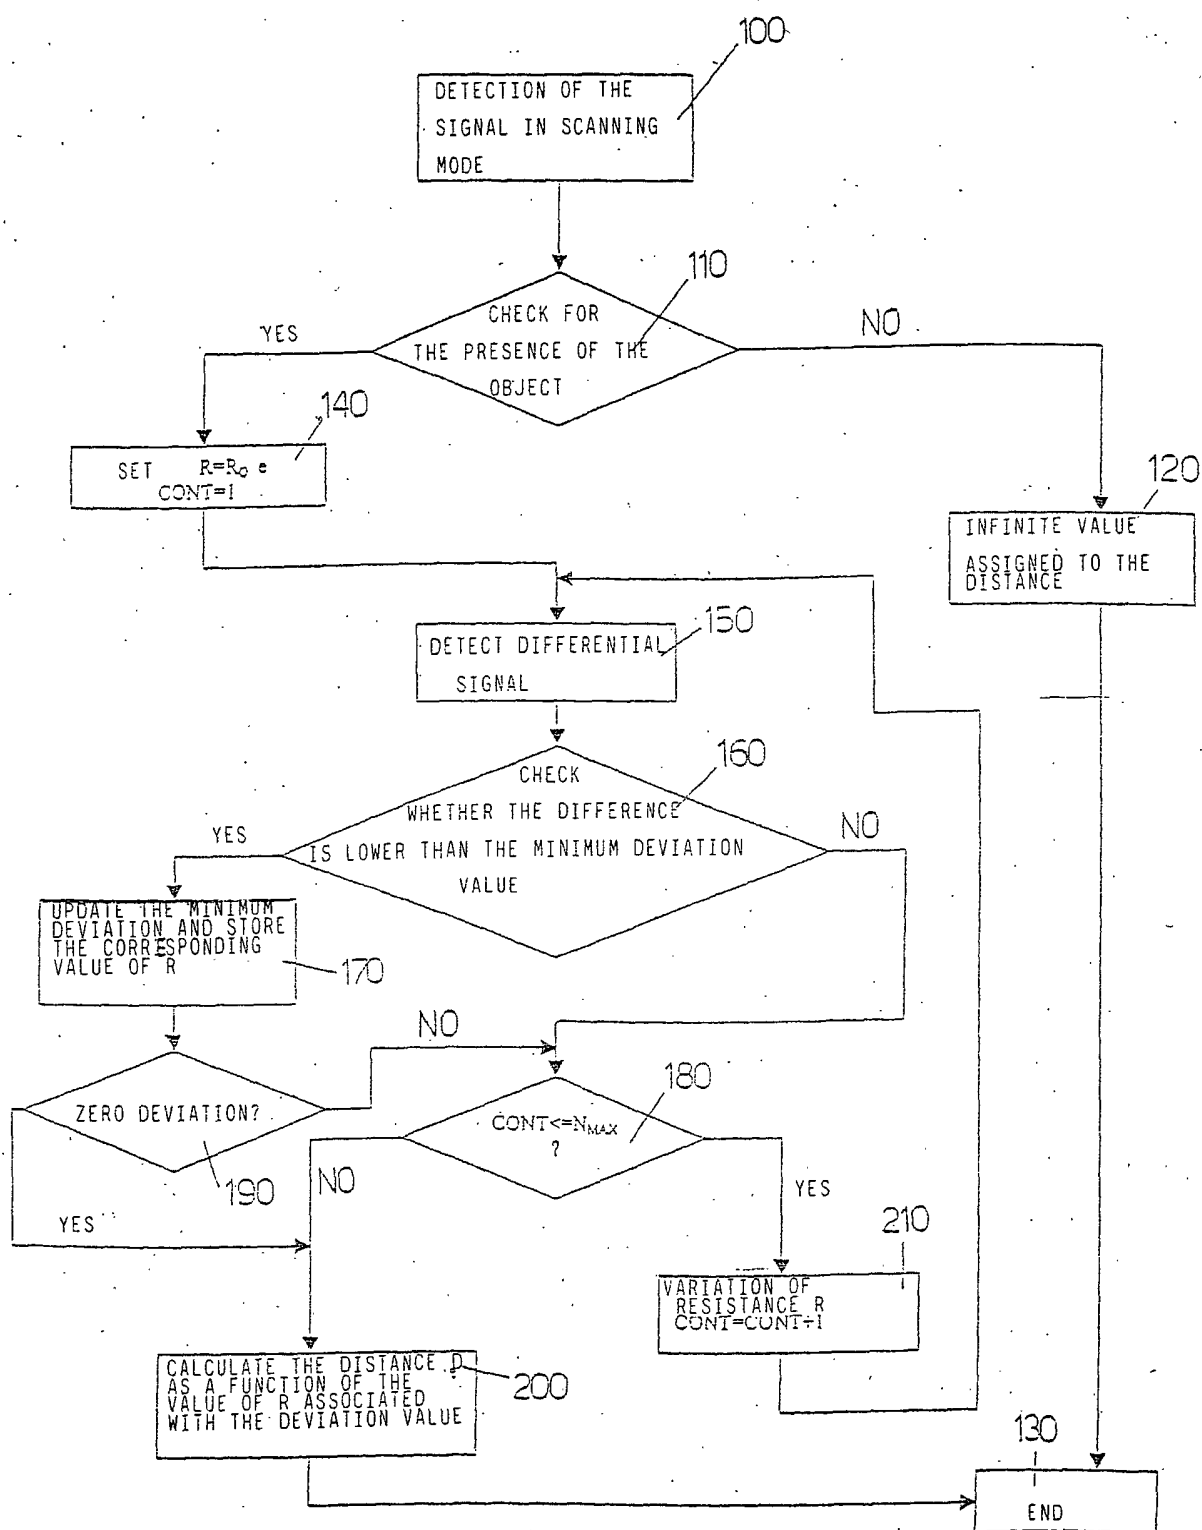 100
DETECTION OF THE
SIGNAL IN SCANNING
MODE
110
CHECK FOR
THE PRESENCE OF THE
OBJECT
YES
NO
140
SET R=R₀ e
CONT=1
120
INFINITE VALUE
ASSIGNED TO THE
DISTANCE
150
DETECT DIFFERENTIAL
SIGNAL
160
CHECK
WHETHER THE DIFFERENCE
IS LOWER THAN THE MINIMUM DEVIATION
VALUE
YES
NO
UPDATE THE MINIMUM
DEVIATION AND STORE
THE CORRESPONDING
VALUE OF R
170
NO
180
ZERO DEVIATION?
CONT<=NMAX
?
190
NO
YES
YES
210
VARIATION OF
RESISTANCE R
CONT=CONT+1
CALCULATE THE DISTANCE D
AS A FUNCTION OF THE
VALUE OF R ASSOCIATED
WITH THE DEVIATION VALUE
200
130
END